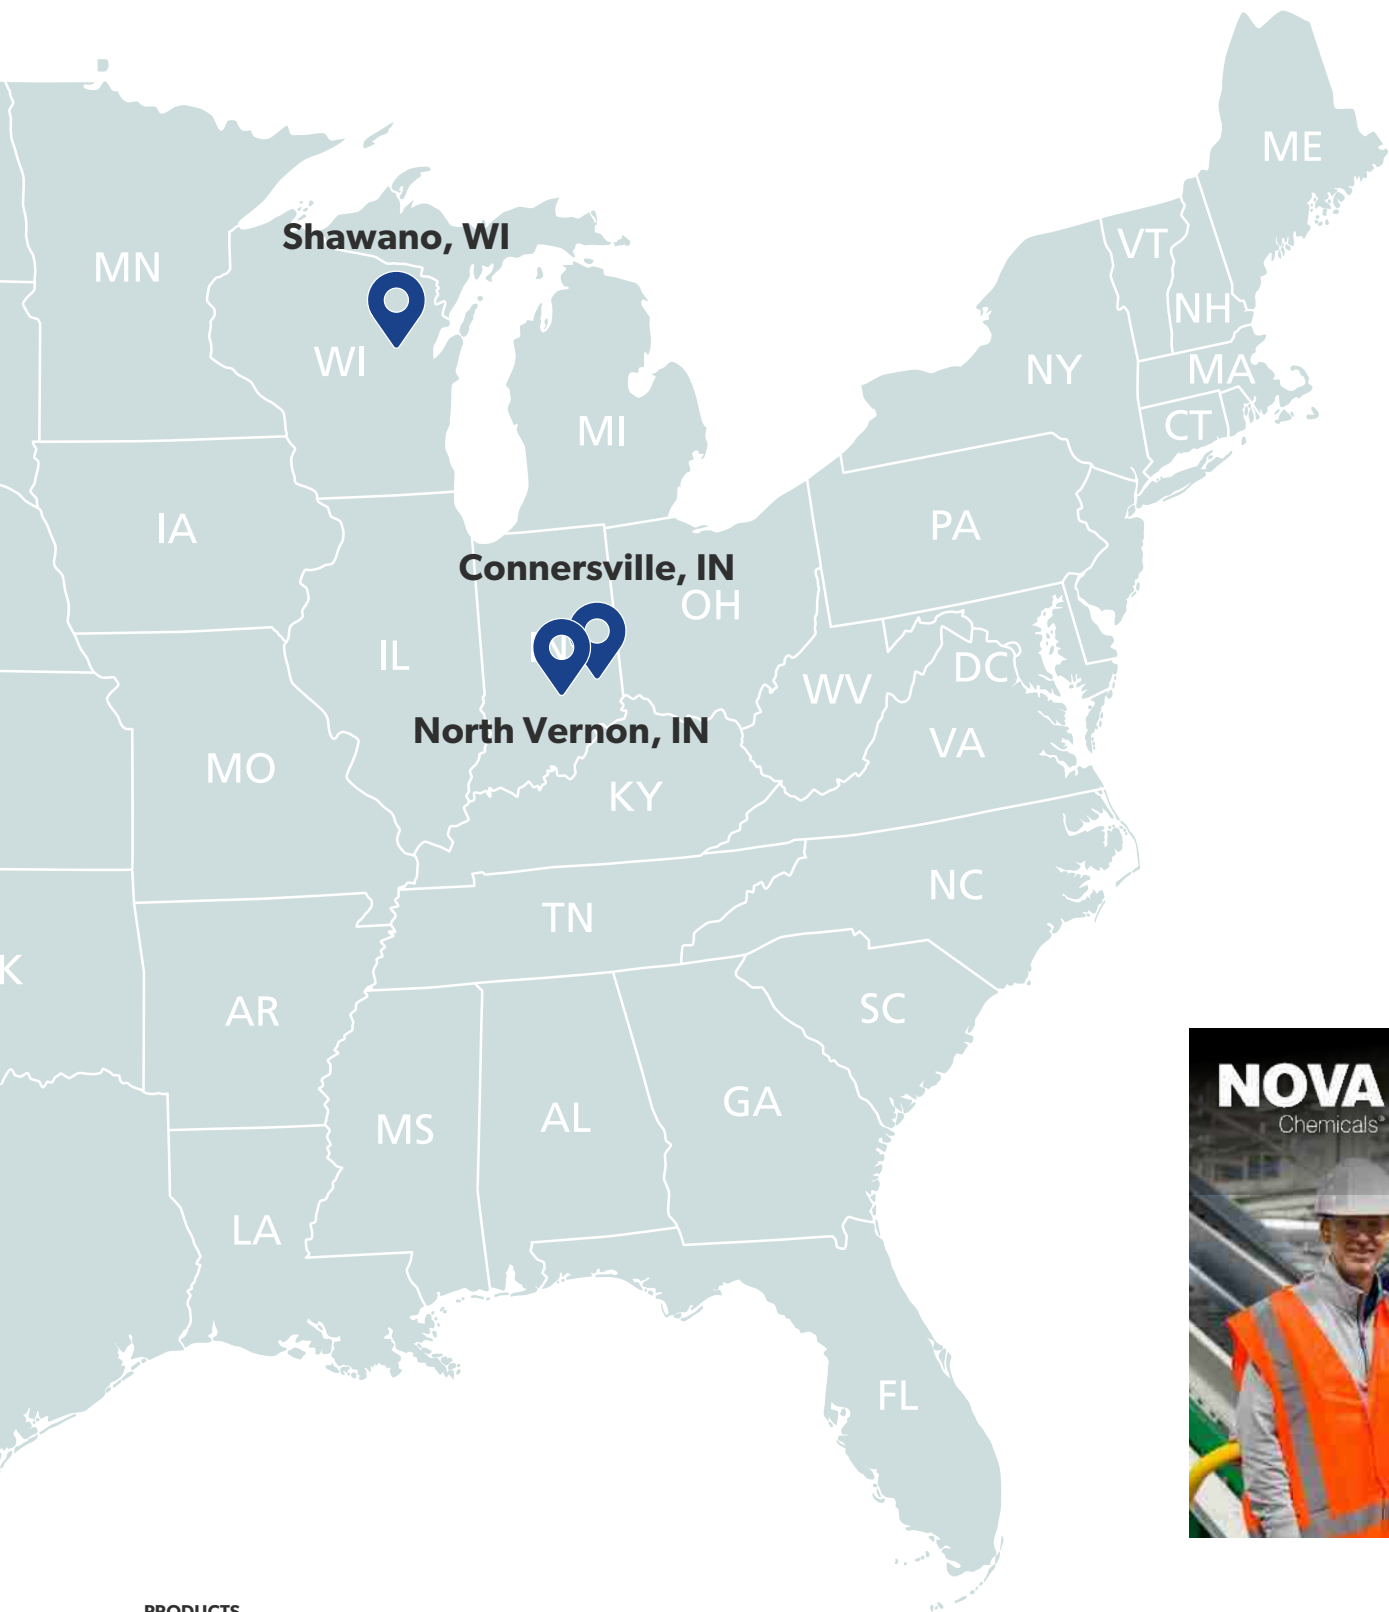 ME
Shawano, WI
VT
MN
NH
WI
NY
MA
MI
CT
IA
PA
Connersville, IN
OH
IL
DC
WV
North Vernon, IN
VA
MO
KY
NC
TN
K
SC
AR
GA
AL
MS
NOVA
Chemicals®
LA
FL
PRODUCTS